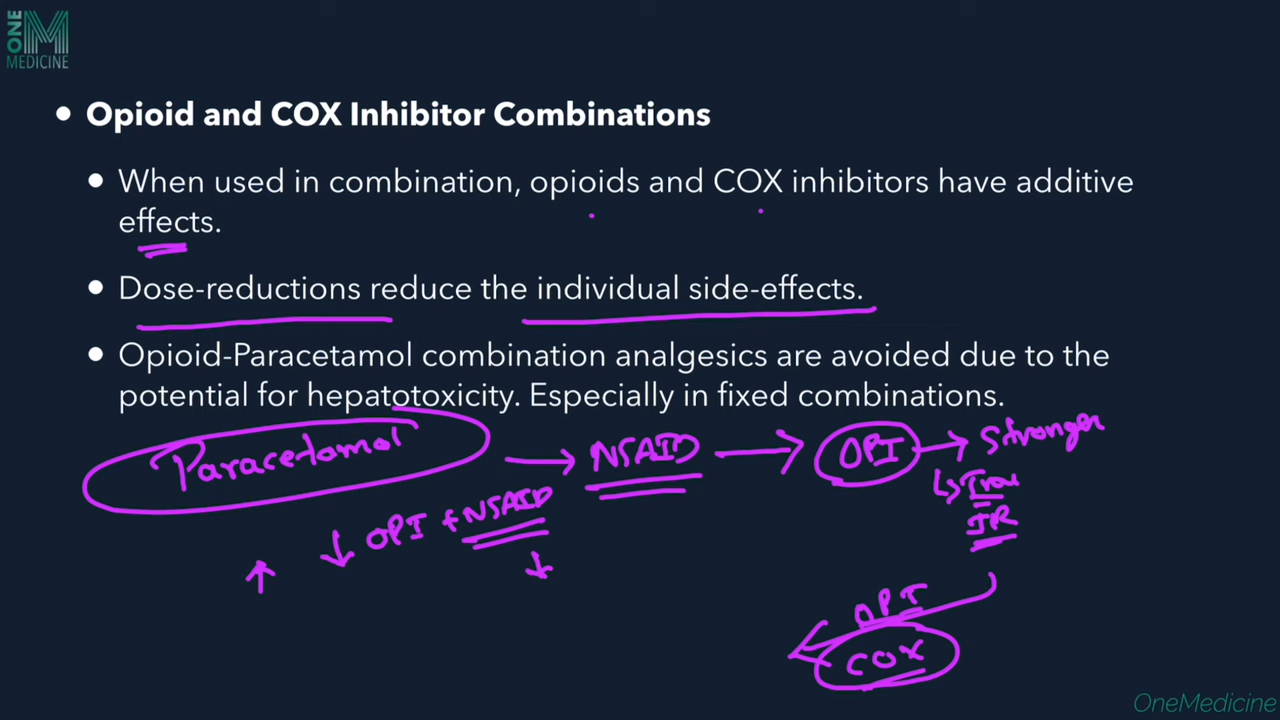 ONE
M
MEDICINE
• Opioid and COX Inhibitor Combinations
• When used in combination, opioids and COX inhibitors have additive
effects.
• Dose-reductions reduce the individual side-effects.
• Opioid-Paracetamol combination analgesics are avoided due to the
potential for hepatotoxicity. Especially in fixed combinations.
Paracetamol → NSAID → OPI → Stronger
↳ Tram
↑ ↓ OPI + NSAID ↓
IR
OPI
COX
OneMedicine